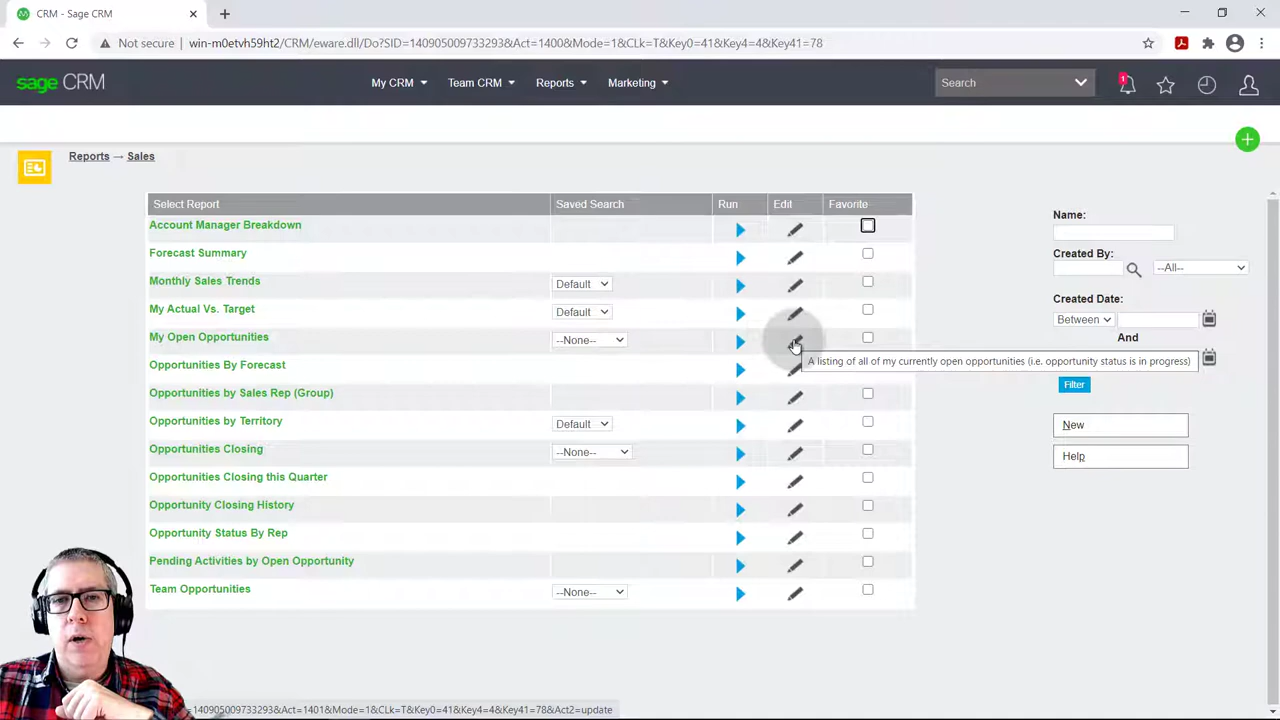 CRM - Sage CRM
Not secure win-m0etvh59ht2/CRM/eware.dll/Do?SID=140905009733293&Act=1400&Mode=1&CLk=T&Key0=41&Key4=4&Key41=78
sage CRM My CRM Team CRM Reports Marketing Search 1
Reports → Sales
Select Report Saved Search Run Edit Favorite
Account Manager Breakdown
Forecast Summary
Monthly Sales Trends Default
My Actual Vs. Target Default
My Open Opportunities --None--
A listing of all of my currently open opportunities (i.e. opportunity status is in progress)
Opportunities By Forecast
Opportunities by Sales Rep (Group)
Opportunities by Territory Default
Opportunities Closing --None--
Opportunities Closing this Quarter
Opportunity Closing History
Opportunity Status By Rep
Pending Activities by Open Opportunity
Team Opportunities --None--
Name:
Created By:
--All--
Created Date:
Between
And
Filter
New
Help
=140905009733293&Act=1401&Mode=1&CLk=T&Key0=41&Key4=4&Key41=78&Act2=update